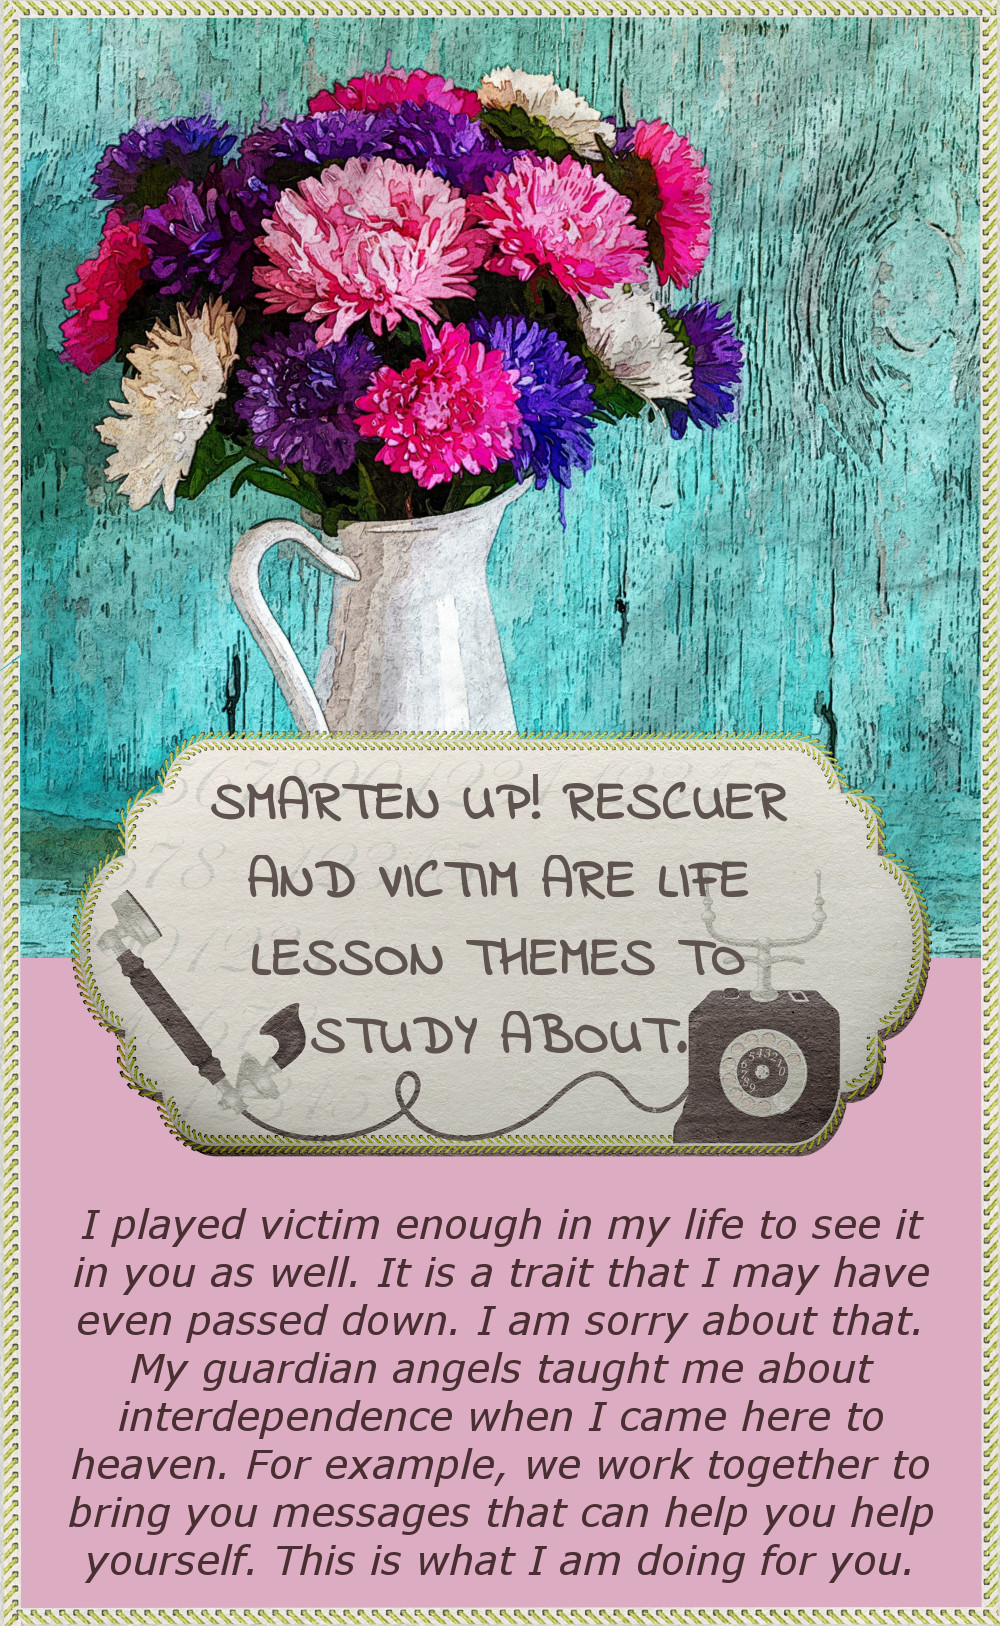 SMARTEN UP! RESCUER
AND VICTIM ARE LIFE
LESSON THEMES TO
STUDY ABOUT.
I played victim enough in my life to see it
in you as well. It is a trait that I may have
even passed down. I am sorry about that.
My guardian angels taught me about
interdependence when I came here to
heaven. For example, we work together to
bring you messages that can help you help
yourself. This is what I am doing for you.